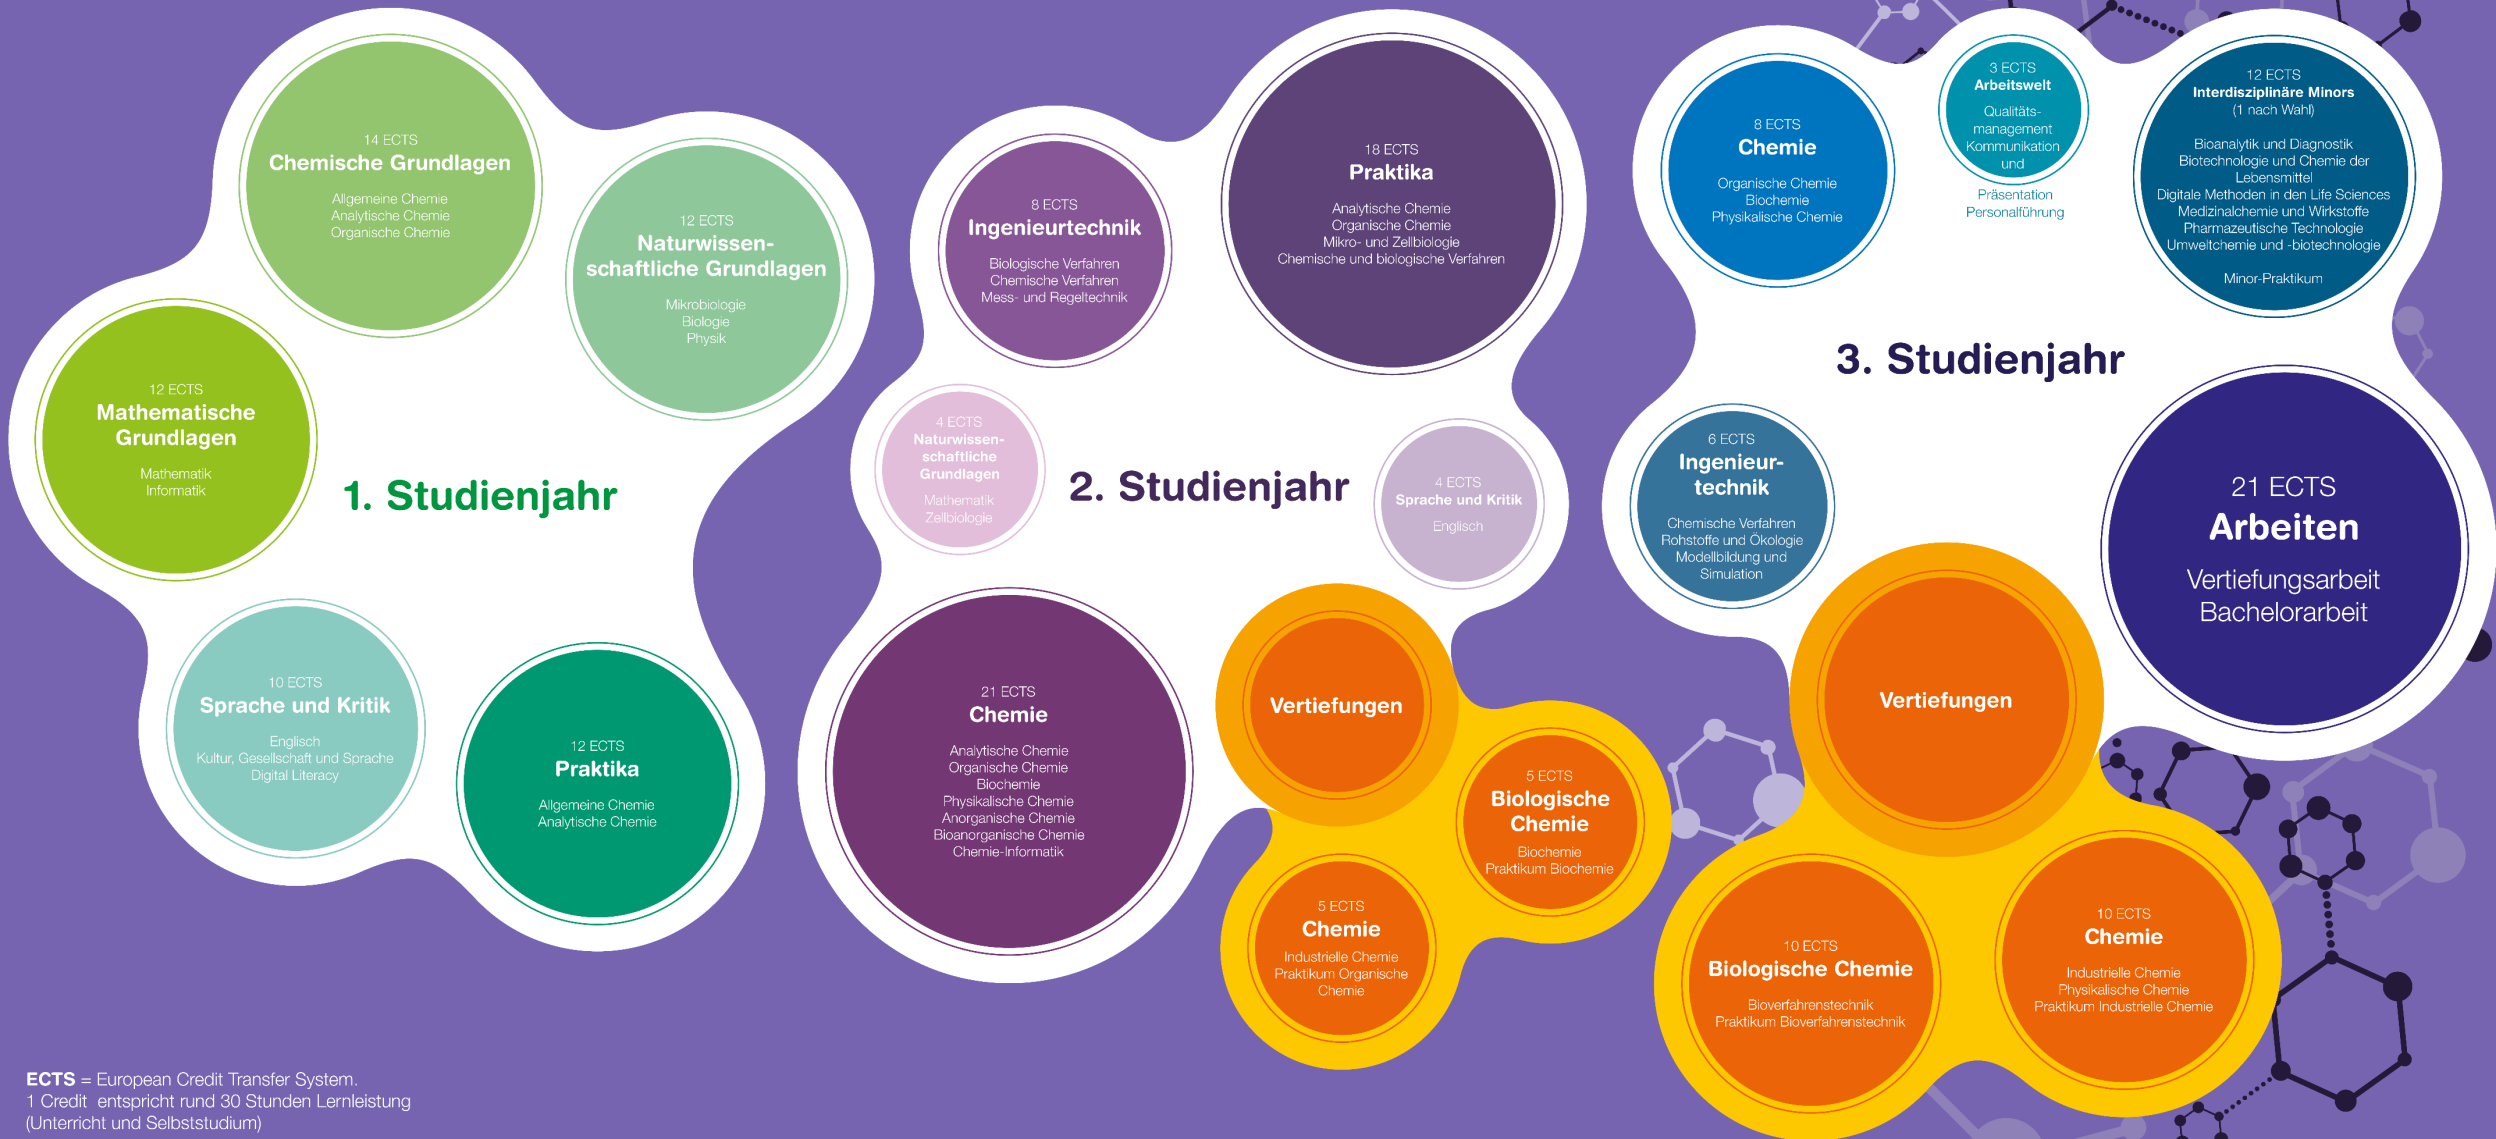 14 ECTS
Chemische Grundlagen
Allgemeine Chemie
Analytische Chemie
Organische Chemie
12 ECTS
Naturwissen-
schaftliche Grundlagen
Mikrobiologie
Biologie
Physik
12 ECTS
Mathematische
Grundlagen
Mathematik
Informatik
1. Studienjahr
10 ECTS
Sprache und Kritik
Englisch
Kultur, Gesellschaft und Sprache
Digital Literacy
12 ECTS
Praktika
Allgemeine Chemie
Analytische Chemie
8 ECTS
Ingenieurtechnik
Biologische Verfahren
Chemische Verfahren
Mess- und Regeltechnik
18 ECTS
Praktika
Analytische Chemie
Organische Chemie
Mikro- und Zellbiologie
Chemische und biologische Verfahren
4 ECTS
Naturwissen-
schaftliche
Grundlagen
Mathematik
Zellbiologie
2. Studienjahr
4 ECTS
Sprache und Kritik
Englisch
21 ECTS
Chemie
Analytische Chemie
Organische Chemie
Biochemie
Physikalische Chemie
Anorganische Chemie
Bioanorganische Chemie
Chemie-Informatik
Vertiefungen
5 ECTS
Biologische
Chemie
Biochemie
Praktikum Biochemie
5 ECTS
Chemie
Industrielle Chemie
Praktikum Organische
Chemie
8 ECTS
Chemie
Organische Chemie
Biochemie
Physikalische Chemie
3 ECTS
Arbeitswelt
Qualitäts-
management
Kommunikation
und
Präsentation
Personalführung
12 ECTS
Interdisziplinäre Minors
(1 nach Wahl)
Bioanalytik und Diagnostik
Biotechnologie und Chemie der
Lebensmittel
Digitale Methoden in den Life Sciences
Medizinalchemie und Wirkstoffe
Pharmazeutische Technologie
Umweltchemie und -biotechnologie
Minor-Praktikum
3. Studienjahr
6 ECTS
Ingenieur-
technik
Chemische Verfahren
Rohstoffe und Ökologie
Modellbildung und
Simulation
21 ECTS
Arbeiten
Vertiefungsarbeit
Bachelorarbeit
Vertiefungen
10 ECTS
Biologische Chemie
Bioverfahrenstechnik
Praktikum Bioverfahrenstechnik
10 ECTS
Chemie
Industrielle Chemie
Physikalische Chemie
Praktikum Industrielle Chemie
ECTS = European Credit Transfer System.
1 Credit entspricht rund 30 Stunden Lernleistung
(Unterricht und Selbststudium)